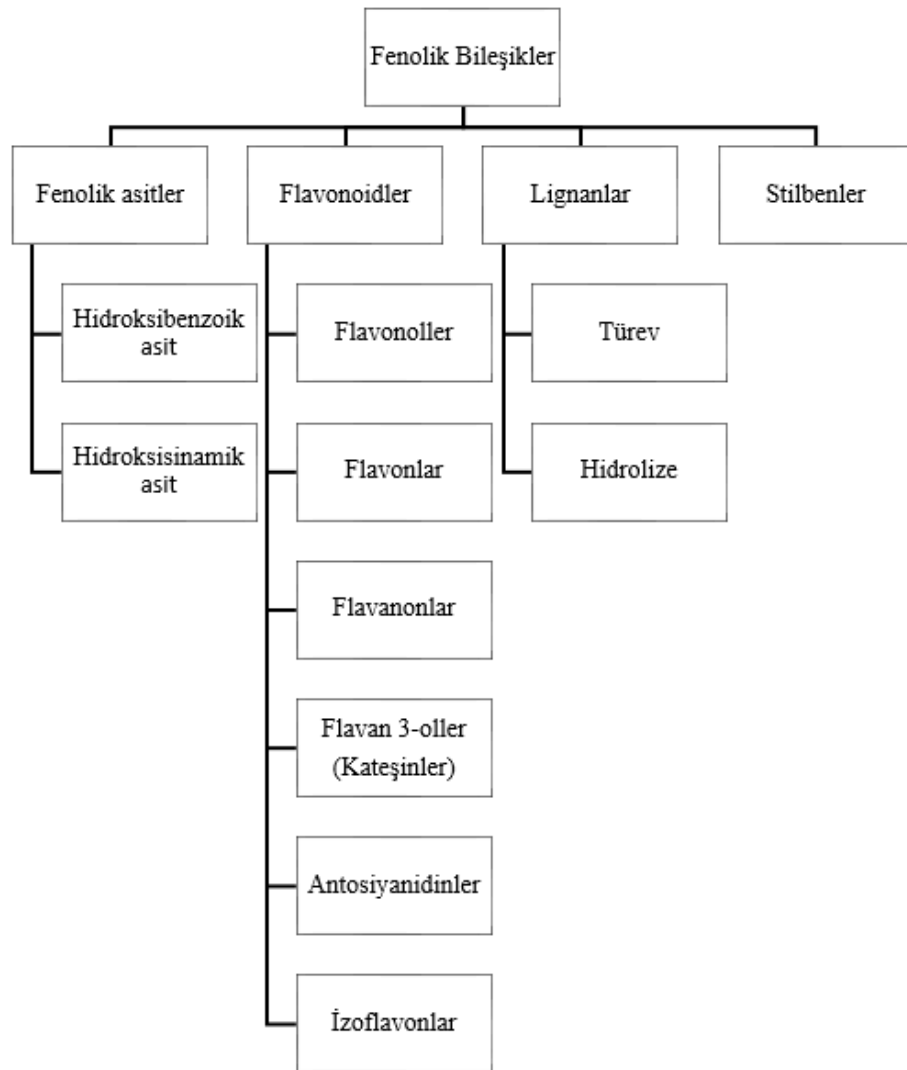 Fenolik Bileşikler
Fenolik asitler
Flavonoidler
Lignanlar
Stilbenler
Hidroksibenzoik
asit
Hidroksisinamik
asit
Flavonoller
Flavonlar
Flavanonlar
Flavan 3-oller
(Kateşinler)
Antosiyanidinler
İzoflavonlar
Türev
Hidrolize